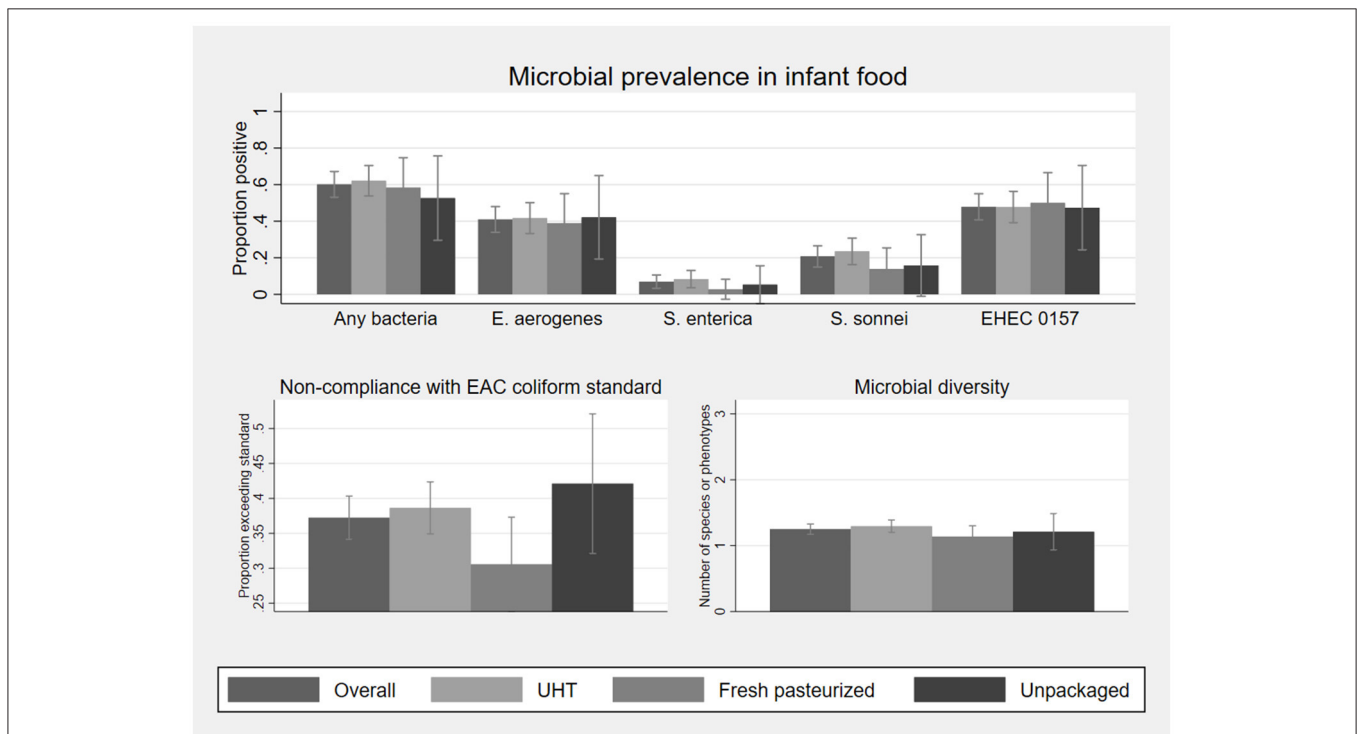 Microbial prevalence in infant food
Proportion positive
1
.8
.6
.4
.2
0
Any bacteria
E. aerogenes
S. enterica
S. sonnei
EHEC 0157
Non-compliance with EAC coliform standard
Proportion exceeding standard
.5
.45
.4
.35
.3
.25
Microbial diversity
Number of species or phenotypes
3
2
1
0
Overall
UHT
Fresh pasteurized
Unpackaged